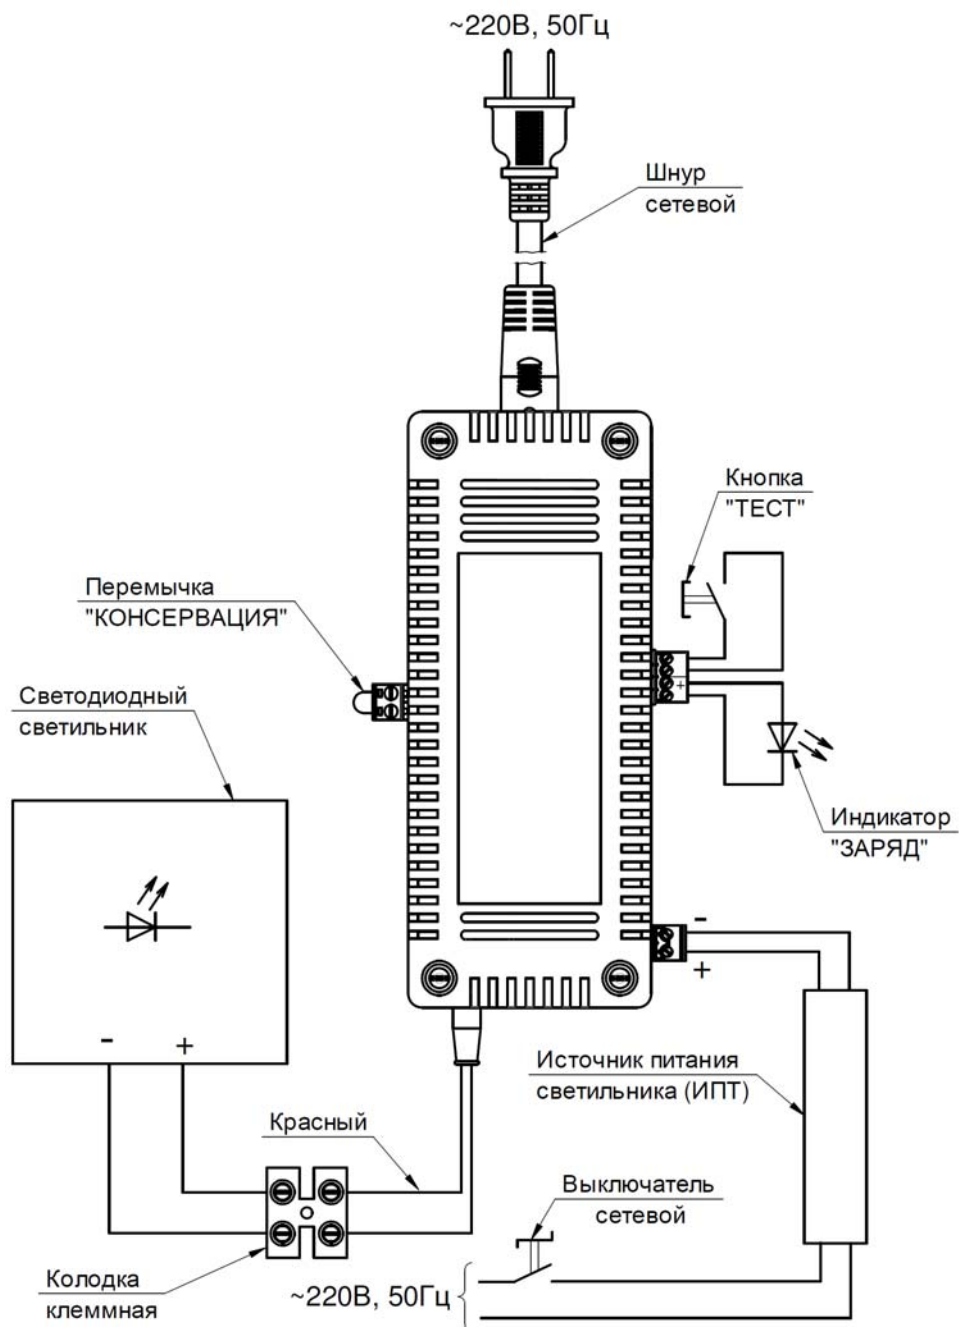 ~220В, 50Гц
Шнур
сетевой
Кнопка
"ТЕСТ"
Перемычка
"КОНСЕРВАЦИЯ"
Светодиодный
светильник
+
Индикатор
"ЗАРЯД"
-
+
- +
Источник питания
светильника (ИПТ)
Красный
Выключатель
сетевой
Колодка
клеммная
~220В, 50Гц